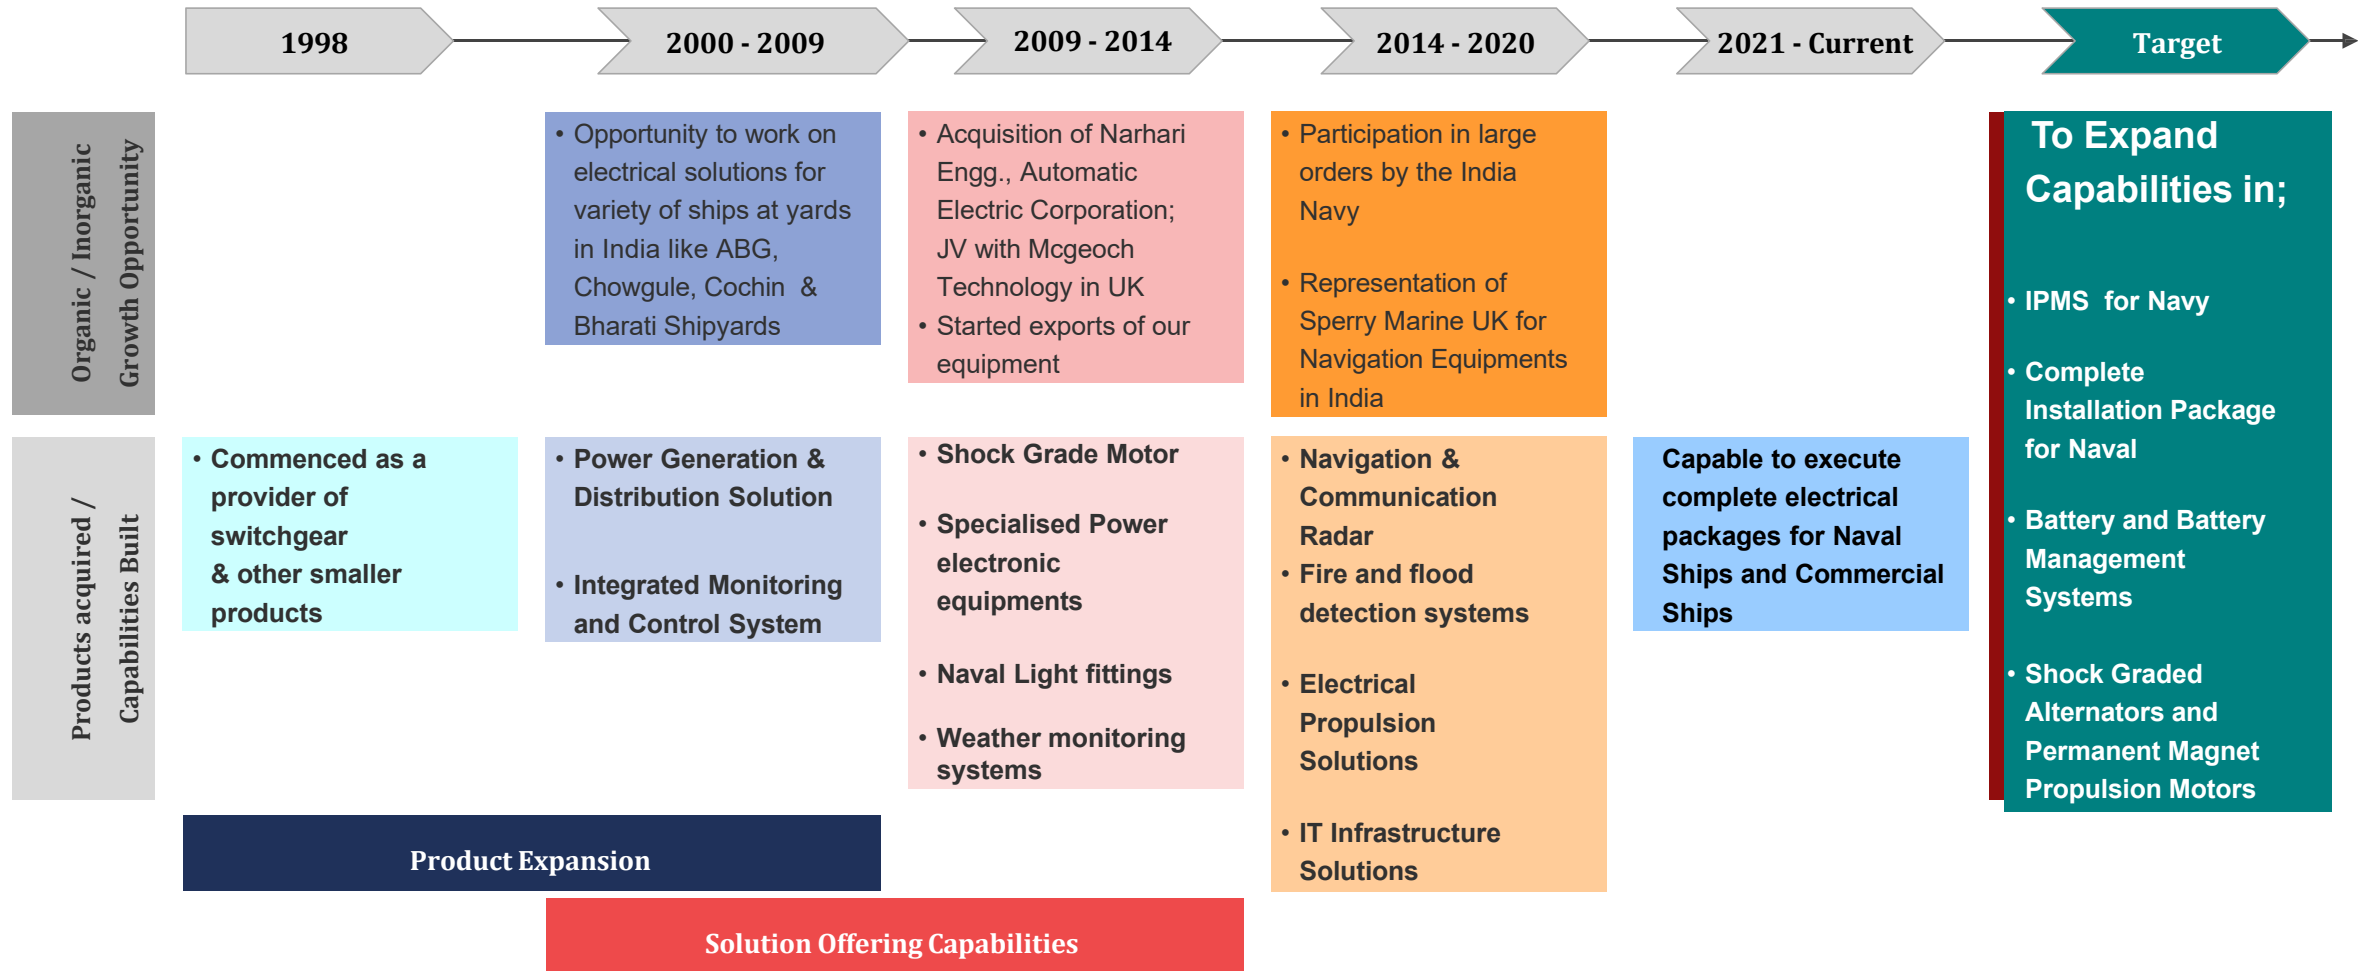 1998
2000 - 2009
2009 - 2014
2014 - 2020
2021 - Current
Target
Organic / Inorganic
Growth Opportunity
• Opportunity to work on
electrical solutions for
variety of ships at yards
in India like ABG,
Chowgule, Cochin &
Bharati Shipyards
• Acquisition of Narhari
Engg., Automatic
Electric Corporation;
JV with Mcgeoch
Technology in UK
• Started exports of our
equipment
• Participation in large
orders by the India
Navy
• Representation of
Sperry Marine UK for
Navigation Equipments
in India
To Expand
Capabilities in;
• IPMS for Navy
• Complete
Installation Package
for Naval
• Battery and Battery
Management
Systems
• Shock Graded
Alternators and
Permanent Magnet
Propulsion Motors
Products acquired /
Capabilities Built
• Commenced as a
provider of
switchgear
& other smaller
products
• Power Generation &
Distribution Solution
• Integrated Monitoring
and Control System
• Shock Grade Motor
• Specialised Power
electronic
equipments
• Naval Light fittings
• Weather monitoring
systems
• Navigation &
Communication
Radar
• Fire and flood
detection systems
• Electrical
Propulsion
Solutions
• IT Infrastructure
Solutions
Capable to execute
complete electrical
packages for Naval
Ships and Commercial
Ships
Product Expansion
Solution Offering Capabilities